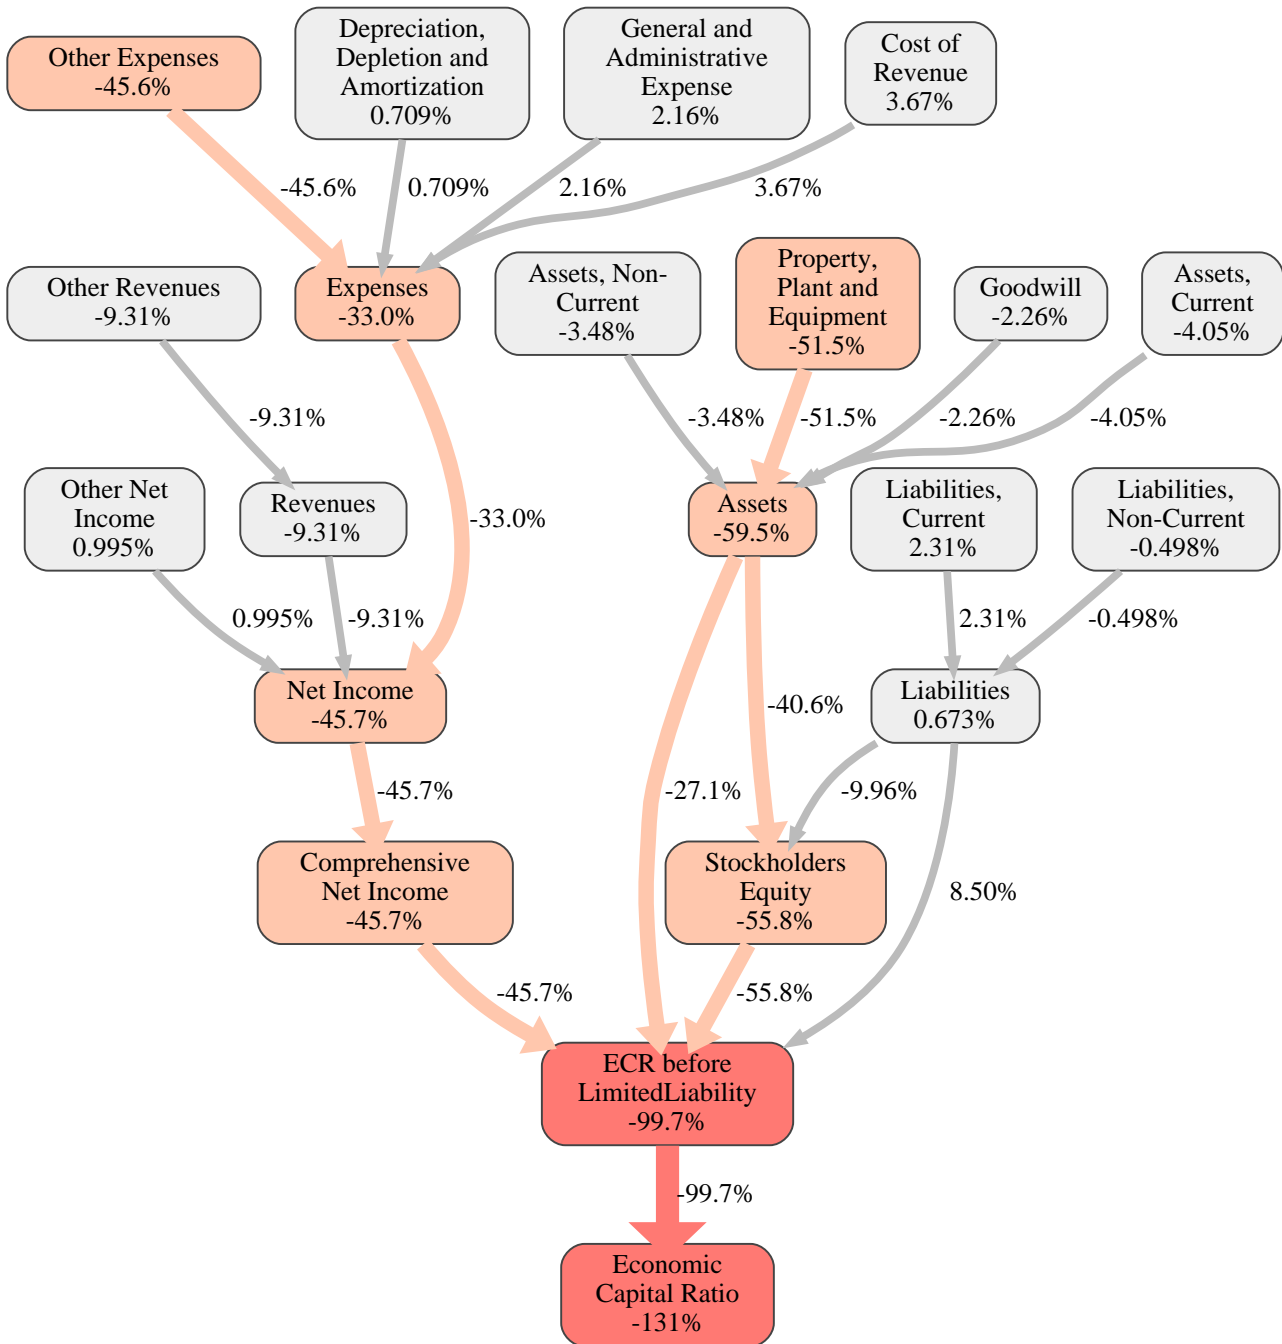 Other Expenses
-45.6%
Depreciation,
Depletion and
Amortization
0.709%
General and
Administrative
Expense
2.16%
Cost of
Revenue
3.67%
-45.6%
0.709%
2.16%
3.67%
Other Revenues
-9.31%
Expenses
-33.0%
Assets, Non-
Current
-3.48%
Property,
Plant and
Equipment
-51.5%
Goodwill
-2.26%
Assets,
Current
-4.05%
-9.31%
-3.48%
-51.5%
-2.26%
-4.05%
Other Net
Income
0.995%
Revenues
-9.31%
-33.0%
Assets
-59.5%
Liabilities,
Current
2.31%
Liabilities,
Non-Current
-0.498%
0.995%
-9.31%
2.31%
-0.498%
Net Income
-45.7%
-40.6%
Liabilities
0.673%
-45.7%
-27.1%
-9.96%
Comprehensive
Net Income
-45.7%
Stockholders
Equity
-55.8%
8.50%
-45.7%
-55.8%
ECR before
LimitedLiability
-99.7%
-99.7%
Economic
Capital Ratio
-131%